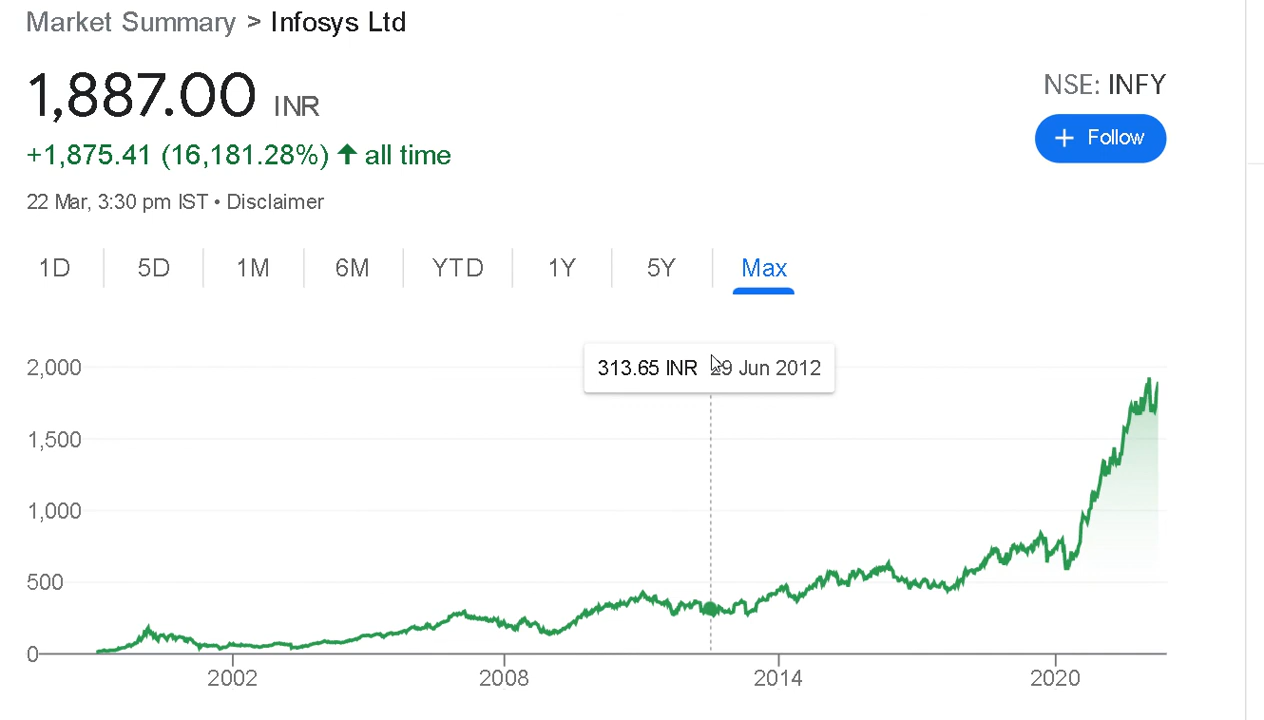 Market Summary > Infosys Ltd
1,887.00 INR
NSE: INFY
+ Follow
+1,875.41 (16,181.28%) ↑ all time
22 Mar, 3:30 pm IST • Disclaimer
1D 5D 1M 6M YTD 1Y 5Y Max
313.65 INR 29 Jun 2012
2,000
1,500
1,000
500
0
2002 2008 2014 2020